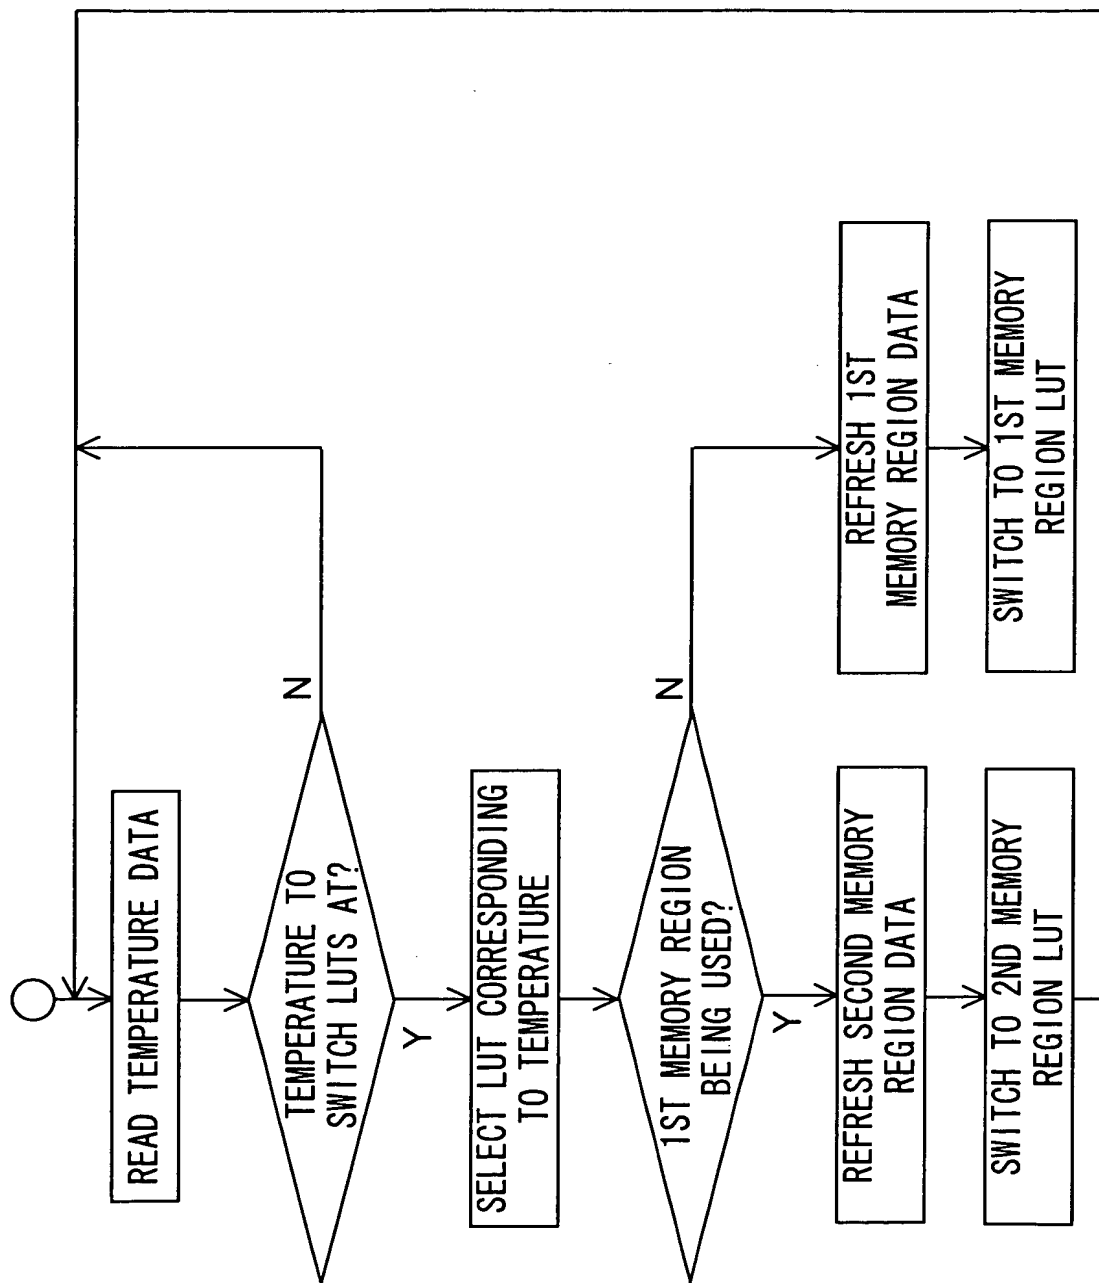 READ TEMPERATURE DATA
TEMPERATURE TO
SWITCH LUTS AT?
N
Y
SELECT LUT CORRESPONDING
TO TEMPERATURE
1ST MEMORY REGION
BEING USED?
N
Y
REFRESH SECOND MEMORY
REGION DATA
REFRESH 1ST
MEMORY REGION DATA
SWITCH TO 2ND MEMORY
REGION LUT
SWITCH TO 1ST MEMORY
REGION LUT